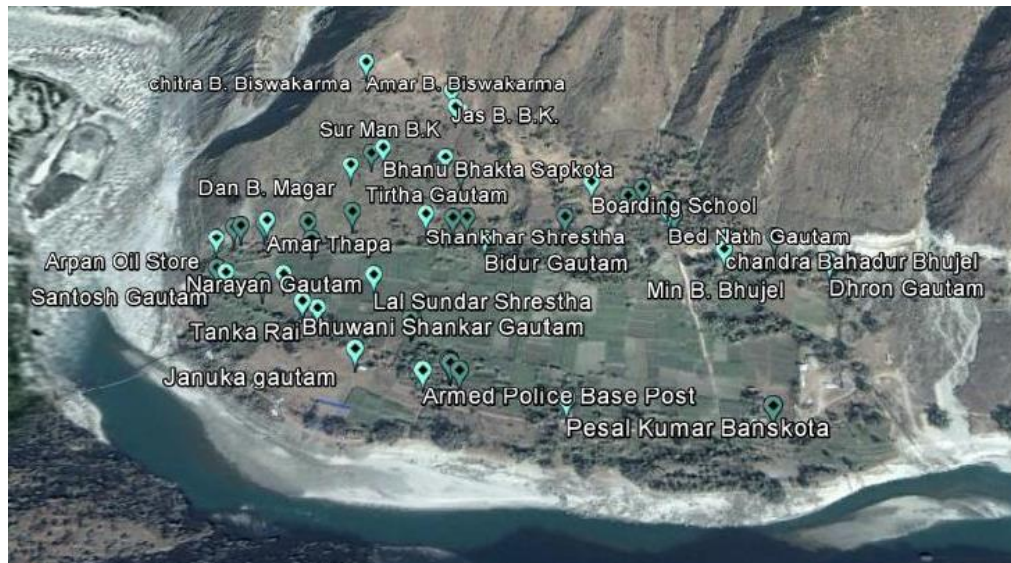 chitra B. Biswakarma
Amar B. Biswakarma
Jas B. B.K.
Sur Man B.K
Bhanu Bhakta Sapkota
Dan B. Magar
Tirtha Gautam
Boarding School
Amar Thapa
Shankhar Shrestha
Bed Nath Gautam
Arpan Oil Store
Bidur Gautam
chandra Bahadur Bhujel
Santosh Gautam
Narayan Gautam
Lal Sundar Shrestha
Min B. Bhujel
Dhron Gautam
Tanka Rai
Bhuwani Shankar Gautam
Januka gautam
Armed Police Base Post
Pesal Kumar Banskota